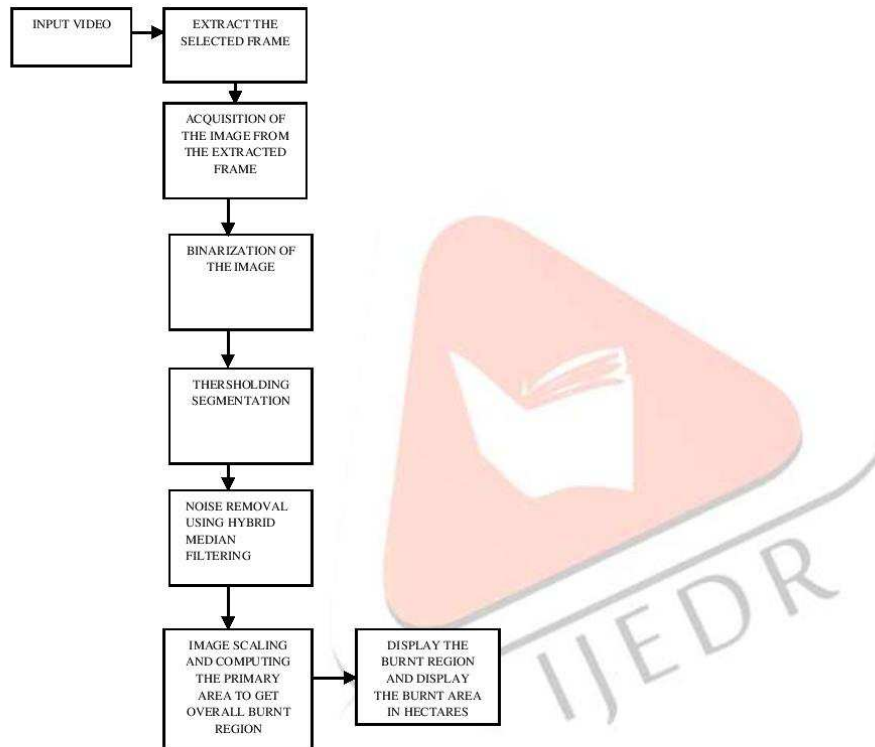 INPUT VIDEO
EXTRACT THE
SELECTED FRAME
ACQUISITION OF
THE IMAGE FROM
THE EXTRACTED
FRAME
BINARIZATION OF
THE IMAGE
THERSHOLDING
SEGMENTATION
NOISE REMOVAL
USING HYBRID
MEDIAN
FILTERING
IMAGE SCALING
AND COMPUTING
THE PRIMARY
AREA TO GET
OVERALL BURNT
REGION
DISPLAY THE
BURNT REGION
AND DISPLAY
THE BURNT AREA
IN HECTARES
IJEDR